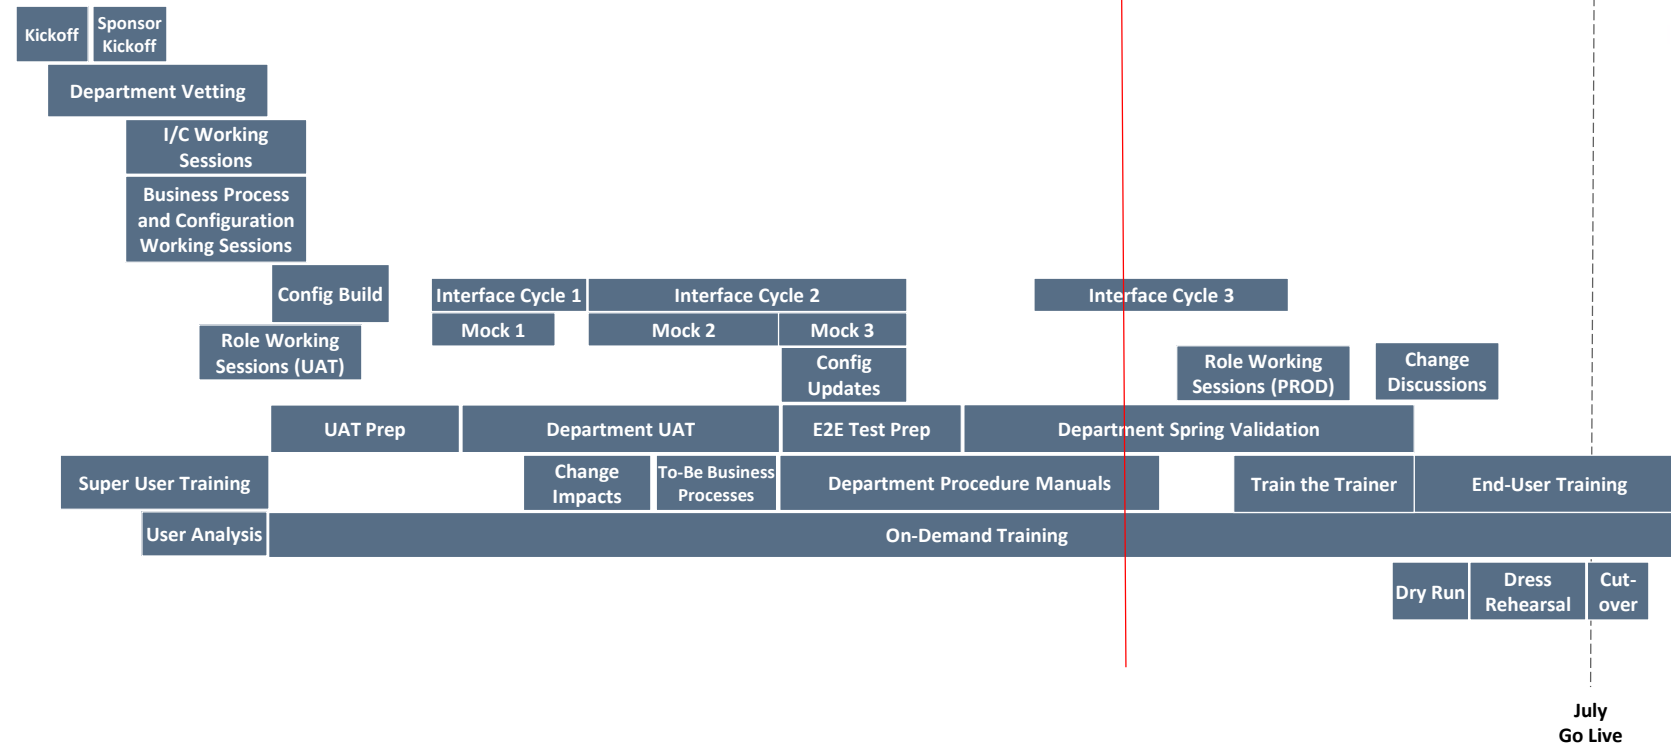 Kickoff
Sponsor
Kickoff
Department Vetting
I/C Working
Sessions
Business Process
and Configuration
Working Sessions
Config Build
Interface Cycle 1
Interface Cycle 2
Interface Cycle 3
Mock 1
Mock 2
Mock 3
Role Working
Sessions (UAT)
Config
Updates
Role Working
Sessions (PROD)
Change
Discussions
UAT Prep
Department UAT
E2E Test Prep
Department Spring Validation
Super User Training
Change
Impacts
To-Be Business
Processes
Department Procedure Manuals
Train the Trainer
End-User Training
User Analysis
On-Demand Training
Dry Run
Dress
Rehearsal
Cut-
over
July
Go Live